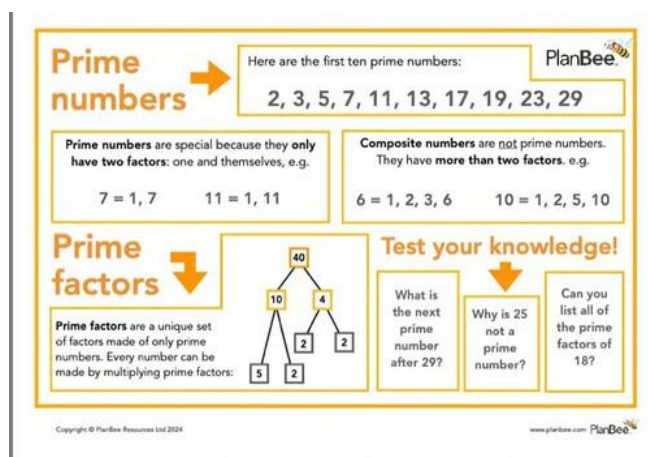 Prime
numbers
Here are the first ten prime numbers:
PlanBee
2, 3, 5, 7, 11, 13, 17, 19, 23, 29
Prime numbers are special because they only
have two factors: one and themselves, e.g.
7 = 1, 7 11 = 1, 11
Composite numbers are not prime numbers.
They have more than two factors. e.g.
6 = 1, 2, 3, 6 10 = 1, 2, 5, 10
Prime
factors
Prime factors are a unique set
of factors made of only prime
numbers. Every number can be
made by multiplying prime factors:
40
10 4
2 2
5 2
Test your knowledge!
What is
the next
prime
number
after 29?
Why is 25
not a
prime
number?
Can you
list all of
the prime
factors of
18?
Copyright © PlanBee Resources Ltd 2024
www.planbee.com PlanBee